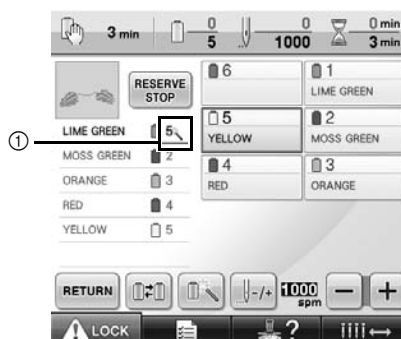 3 min 0 5 0 1000 0 min 3 min
RESERVE STOP
①
LIME GREEN 5
MOSS GREEN 2
ORANGE 3
RED 4
YELLOW 5
6
1 LIME GREEN
5 YELLOW
2 MOSS GREEN
4 RED
3 ORANGE
RETURN -/+ 1000 spm − +
LOCK ?